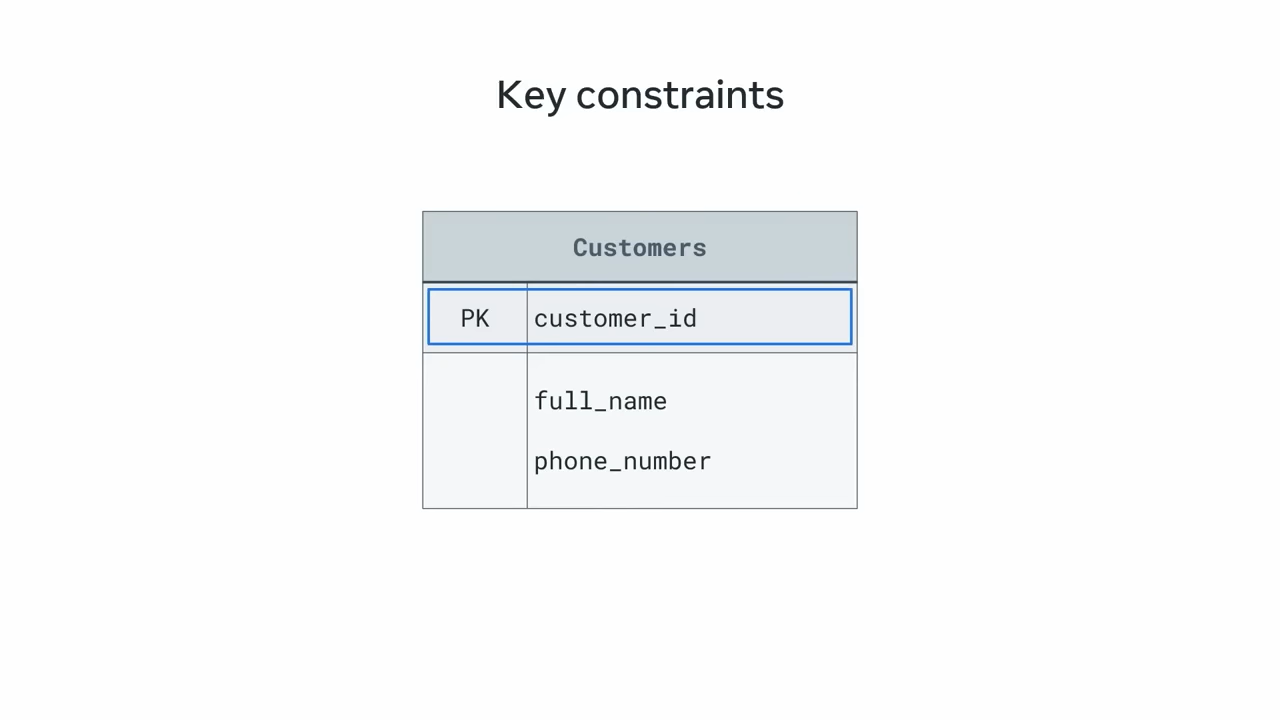 Key constraints
Customers
PK customer_id
full_name
phone_number